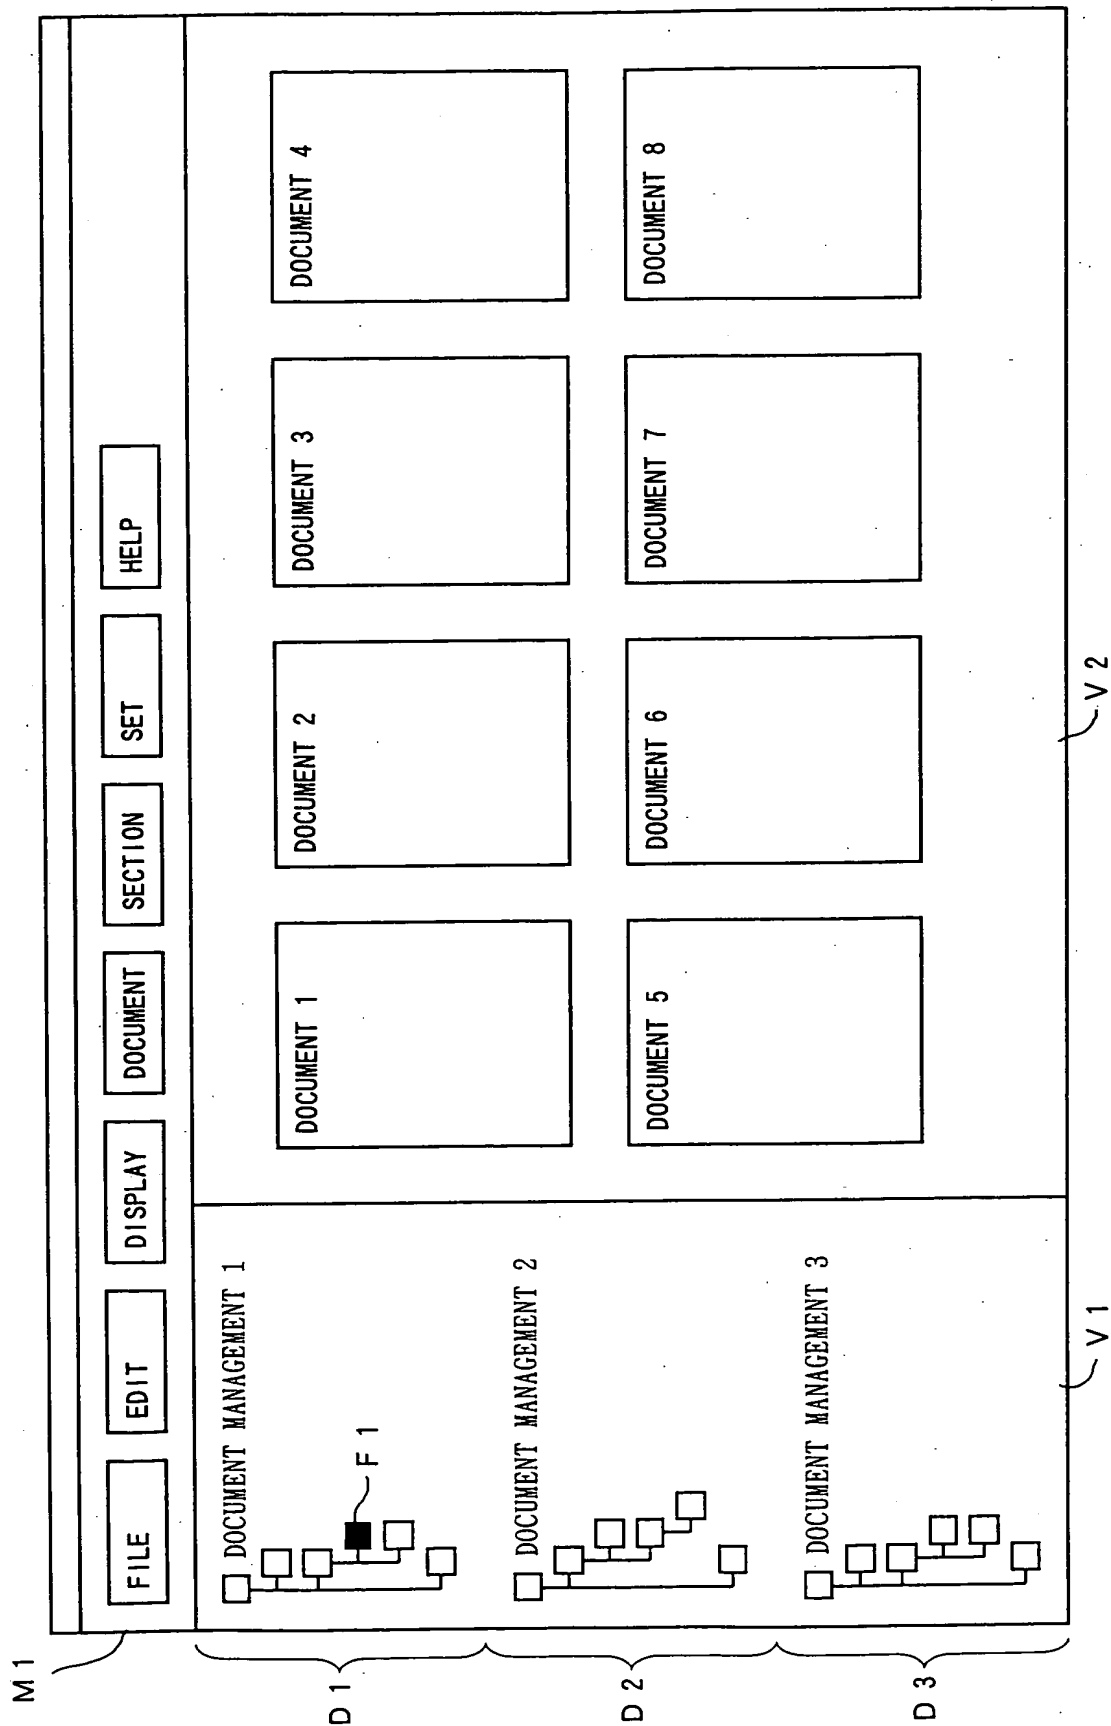 M1
FILE
EDIT
DISPLAY
DOCUMENT
SECTION
SET
HELP
D1
DOCUMENT MANAGEMENT 1
F1
D2
DOCUMENT MANAGEMENT 2
D3
DOCUMENT MANAGEMENT 3
DOCUMENT 1
DOCUMENT 2
DOCUMENT 3
DOCUMENT 4
DOCUMENT 5
DOCUMENT 6
DOCUMENT 7
DOCUMENT 8
V1
V2